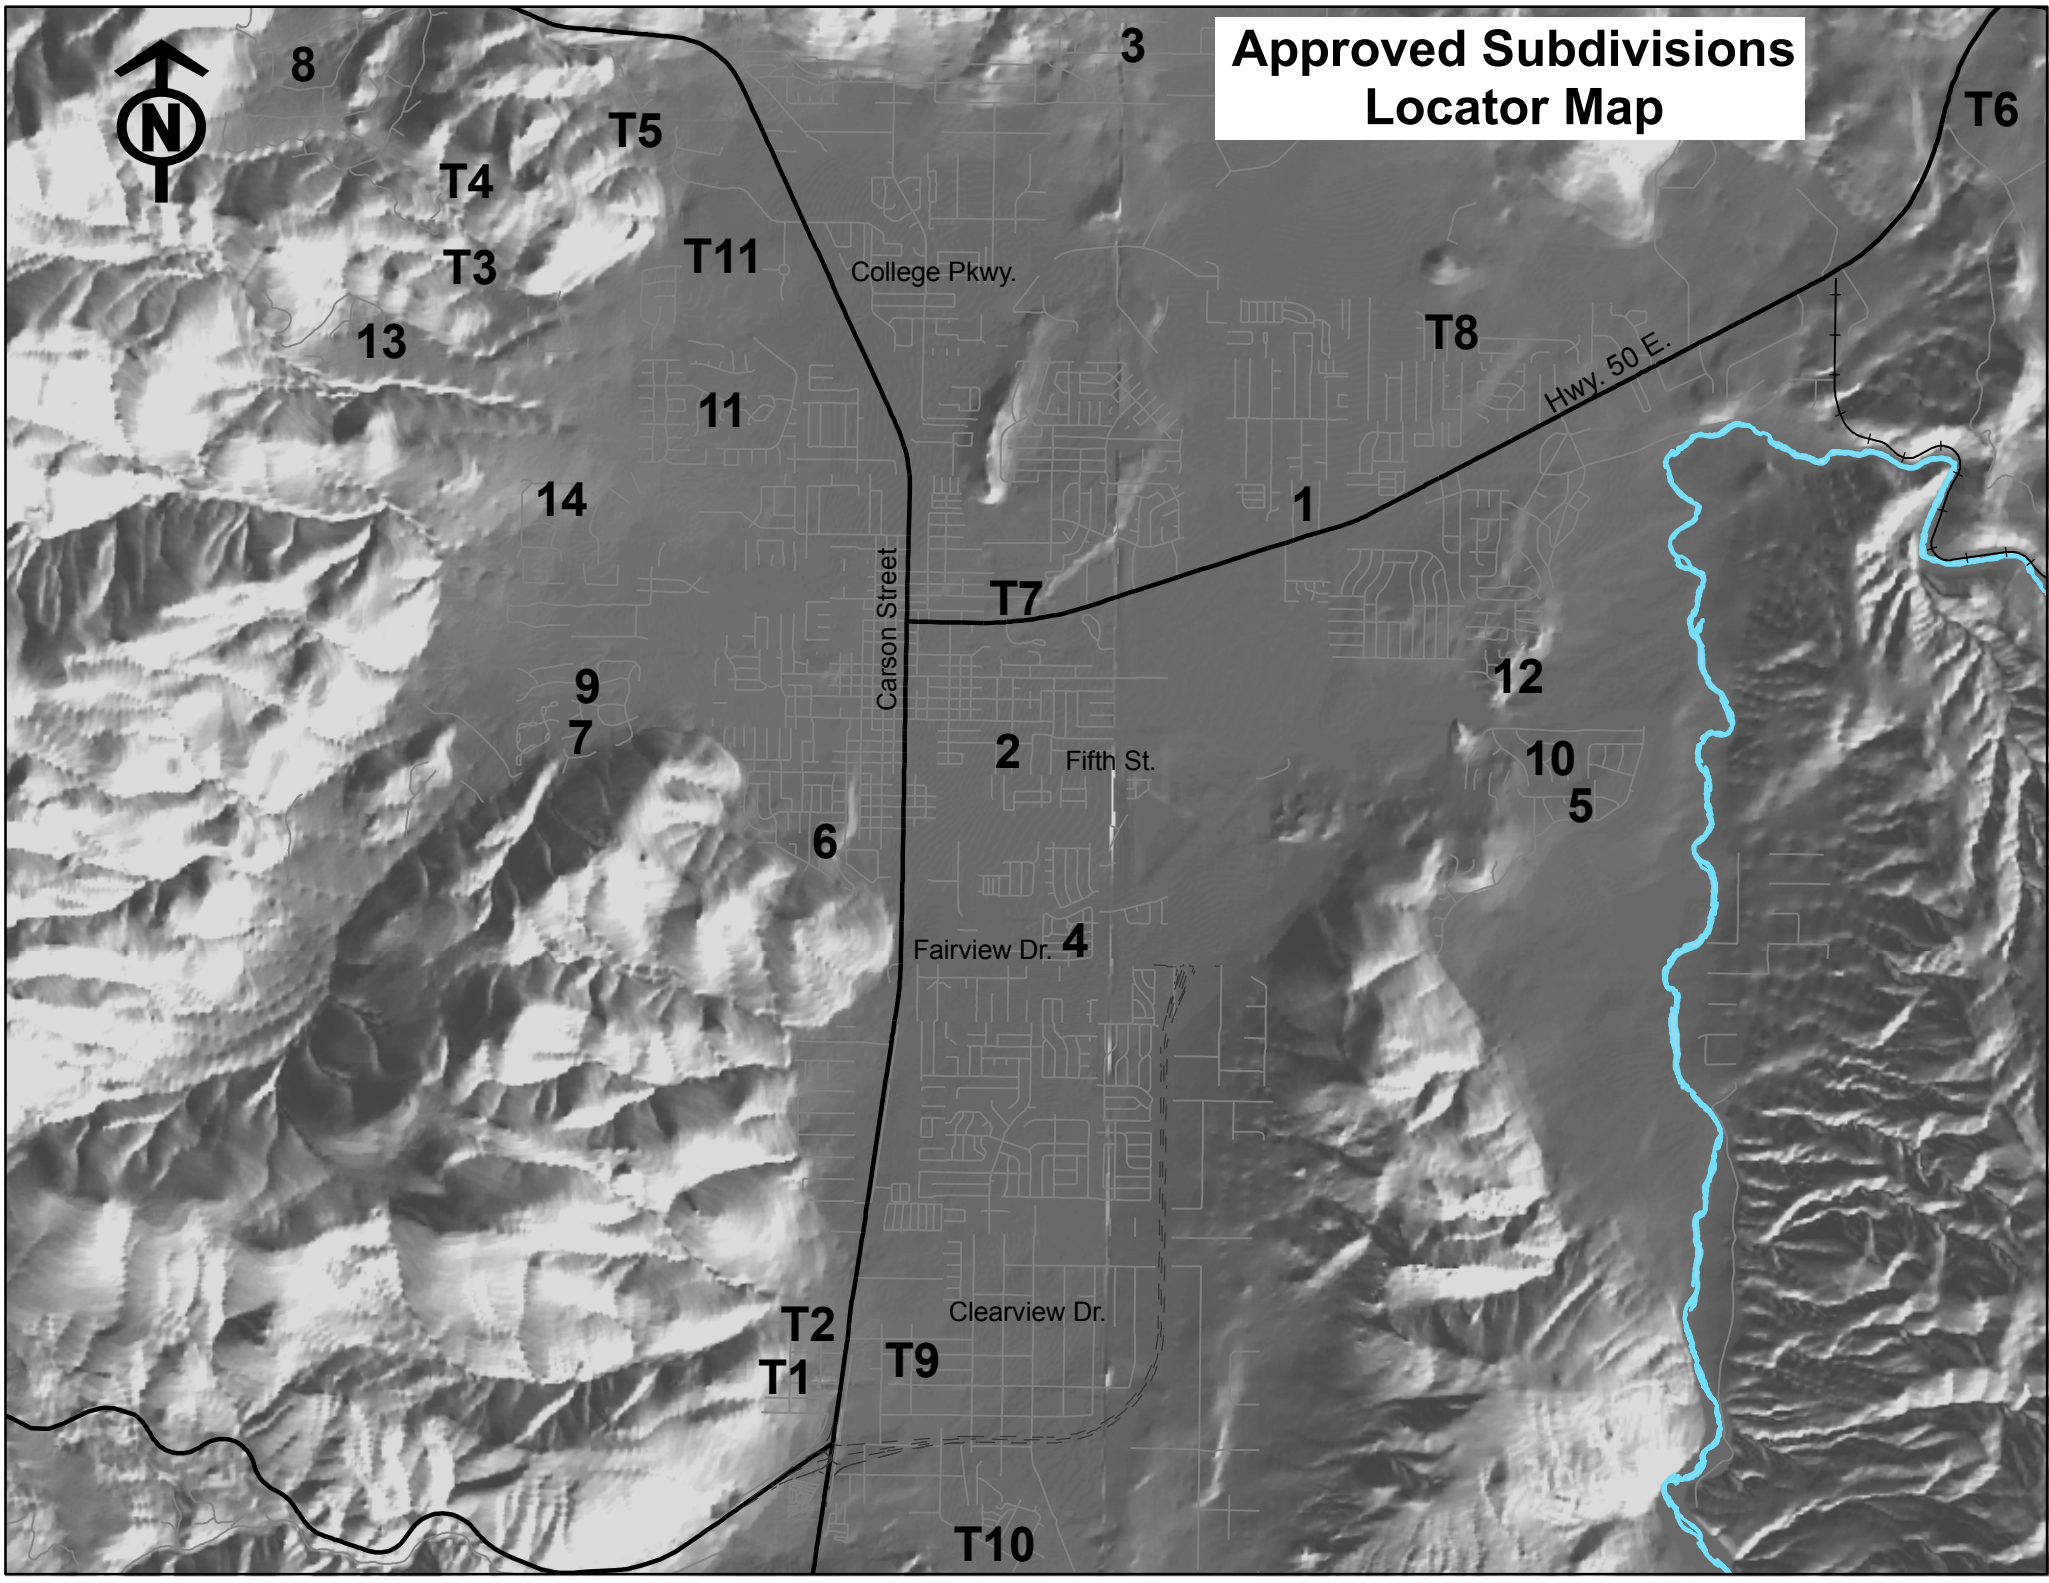 Approved Subdivisions
Locator Map
3
8
N
T6
T5
T4
T11
T3
College Pkwy.
T8
13
Hwy. 50 E.
11
14
1
Carson Street
T7
9
12
7
2
Fifth St.
10
5
6
4
Fairview Dr.
Clearview Dr.
T2
T9
T1
T10